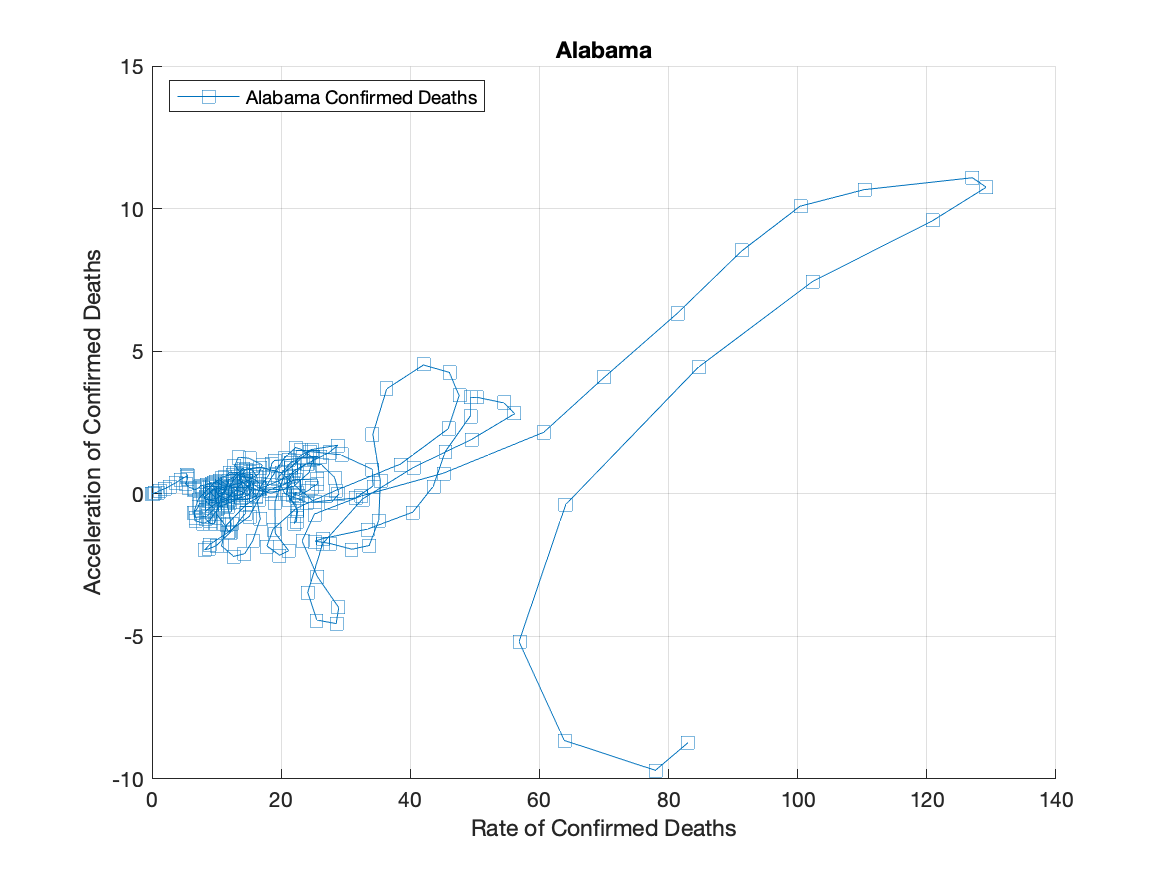 Alabama
Alabama Confirmed Deaths
15
10
5
0
-5
-10
Acceleration of Confirmed Deaths
0 20 40 60 80 100 120 140
Rate of Confirmed Deaths